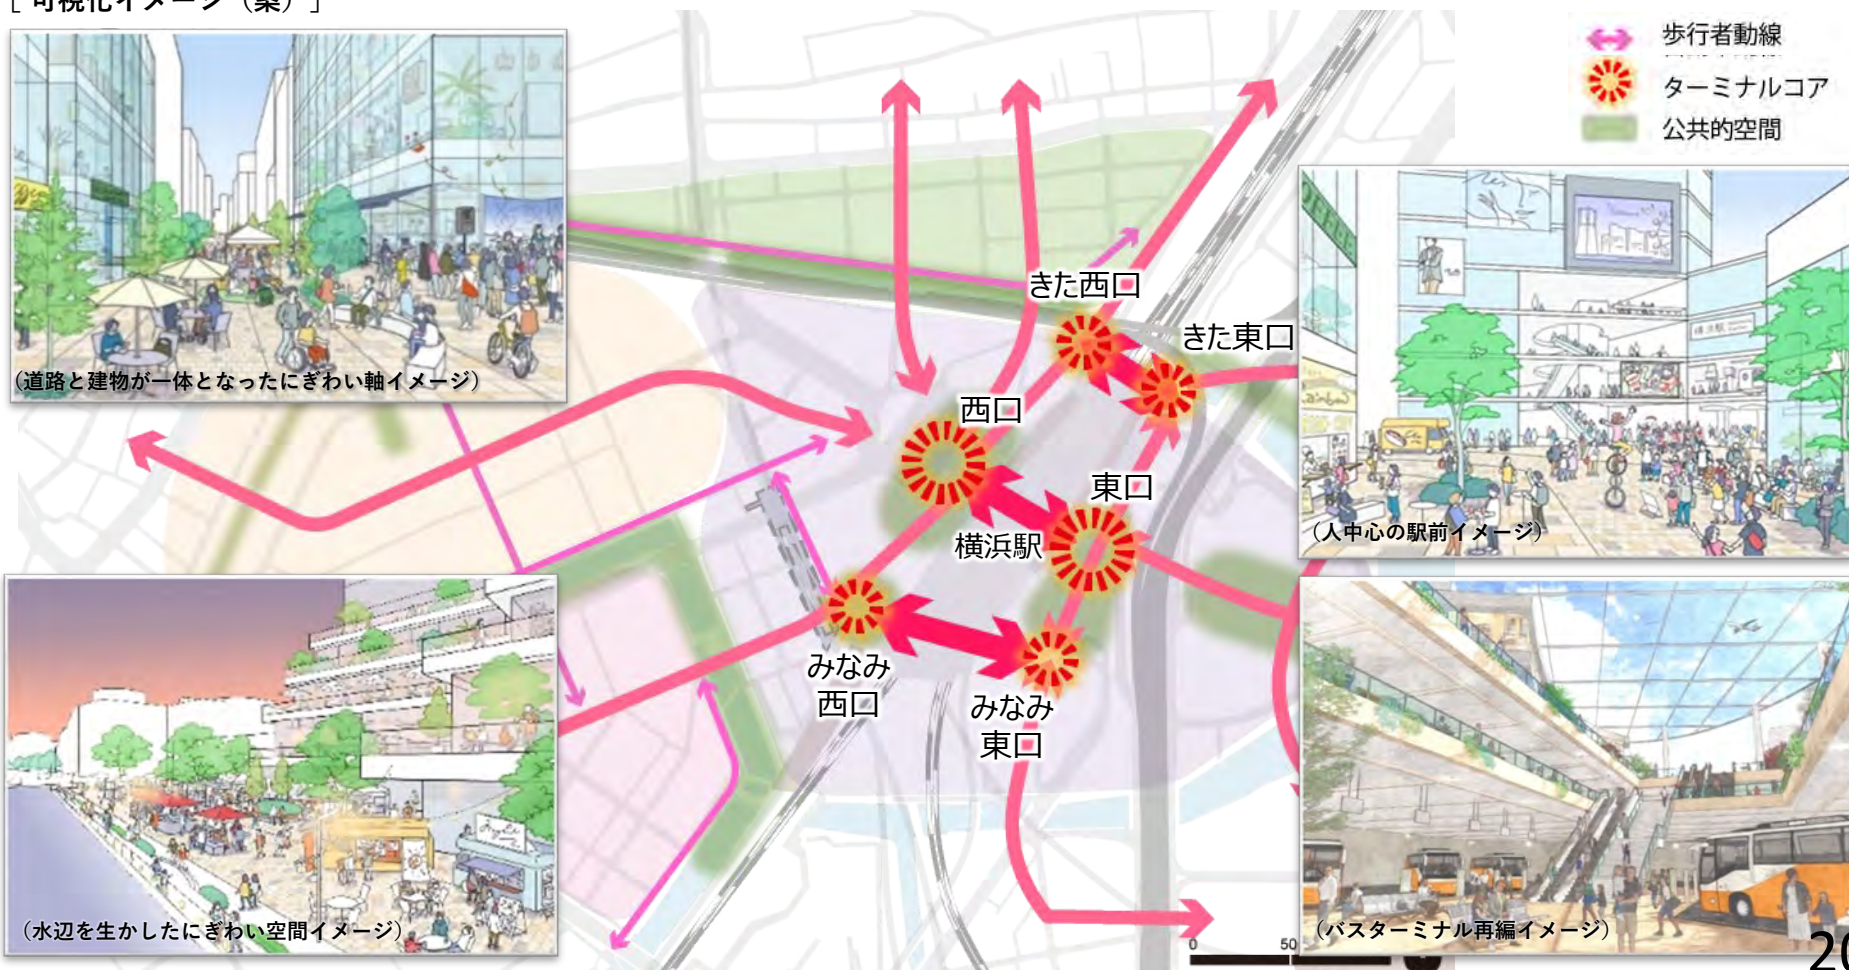 [ 可視化イメージ（案）]
歩行者動線
ターミナルコア
公共的空間
（道路と建物が一体となったにぎわい軸イメージ）
きた西口
きた東口
西口
東口
横浜駅
（人中心の駅前イメージ）
みなみ
西口
みなみ
東口
（水辺を生かしたにぎわい空間イメージ）
（バスターミナル再編イメージ）
0
50
20